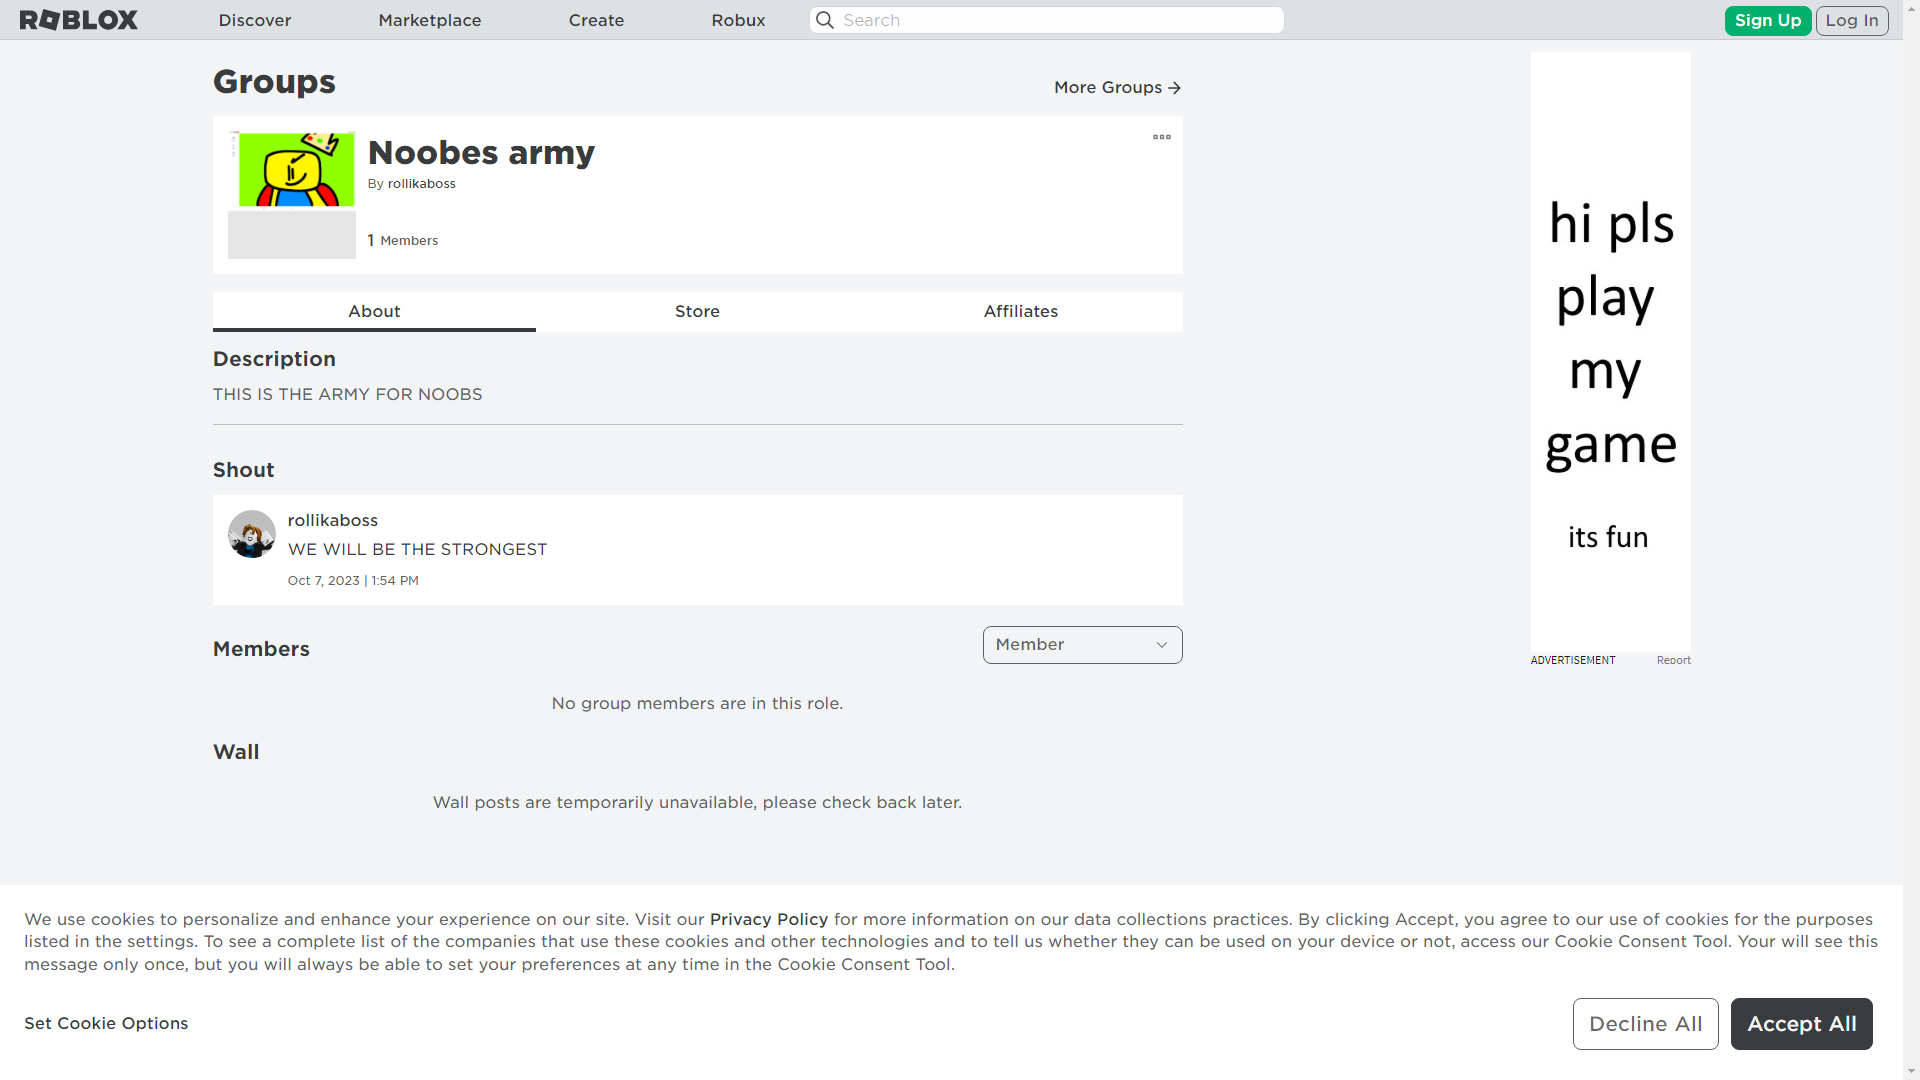 ROBLOX
Discover
Marketplace
Create
Robux
Search
Sign Up
Log In
Groups
More Groups
Noobes army
By rollikaboss
1 Members
About
Store
Affiliates
Description
THIS IS THE ARMY FOR NOOBS
Shout
rollikaboss
WE WILL BE THE STRONGEST
Oct 7, 2023 | 1:54 PM
Members
Member
No group members are in this role.
Wall
Wall posts are temporarily unavailable, please check back later.
hi pls
play
my
game
its fun
ADVERTISEMENT
Report
We use cookies to personalize and enhance your experience on our site. Visit our Privacy Policy for more information on our data collections practices. By clicking Accept, you agree to our use of cookies for the purposes
listed in the settings. To see a complete list of the companies that use these cookies and other technologies and to tell us whether they can be used on your device or not, access our Cookie Consent Tool. Your will see this
message only once, but you will always be able to set your preferences at any time in the Cookie Consent Tool.
Set Cookie Options
Decline All
Accept All